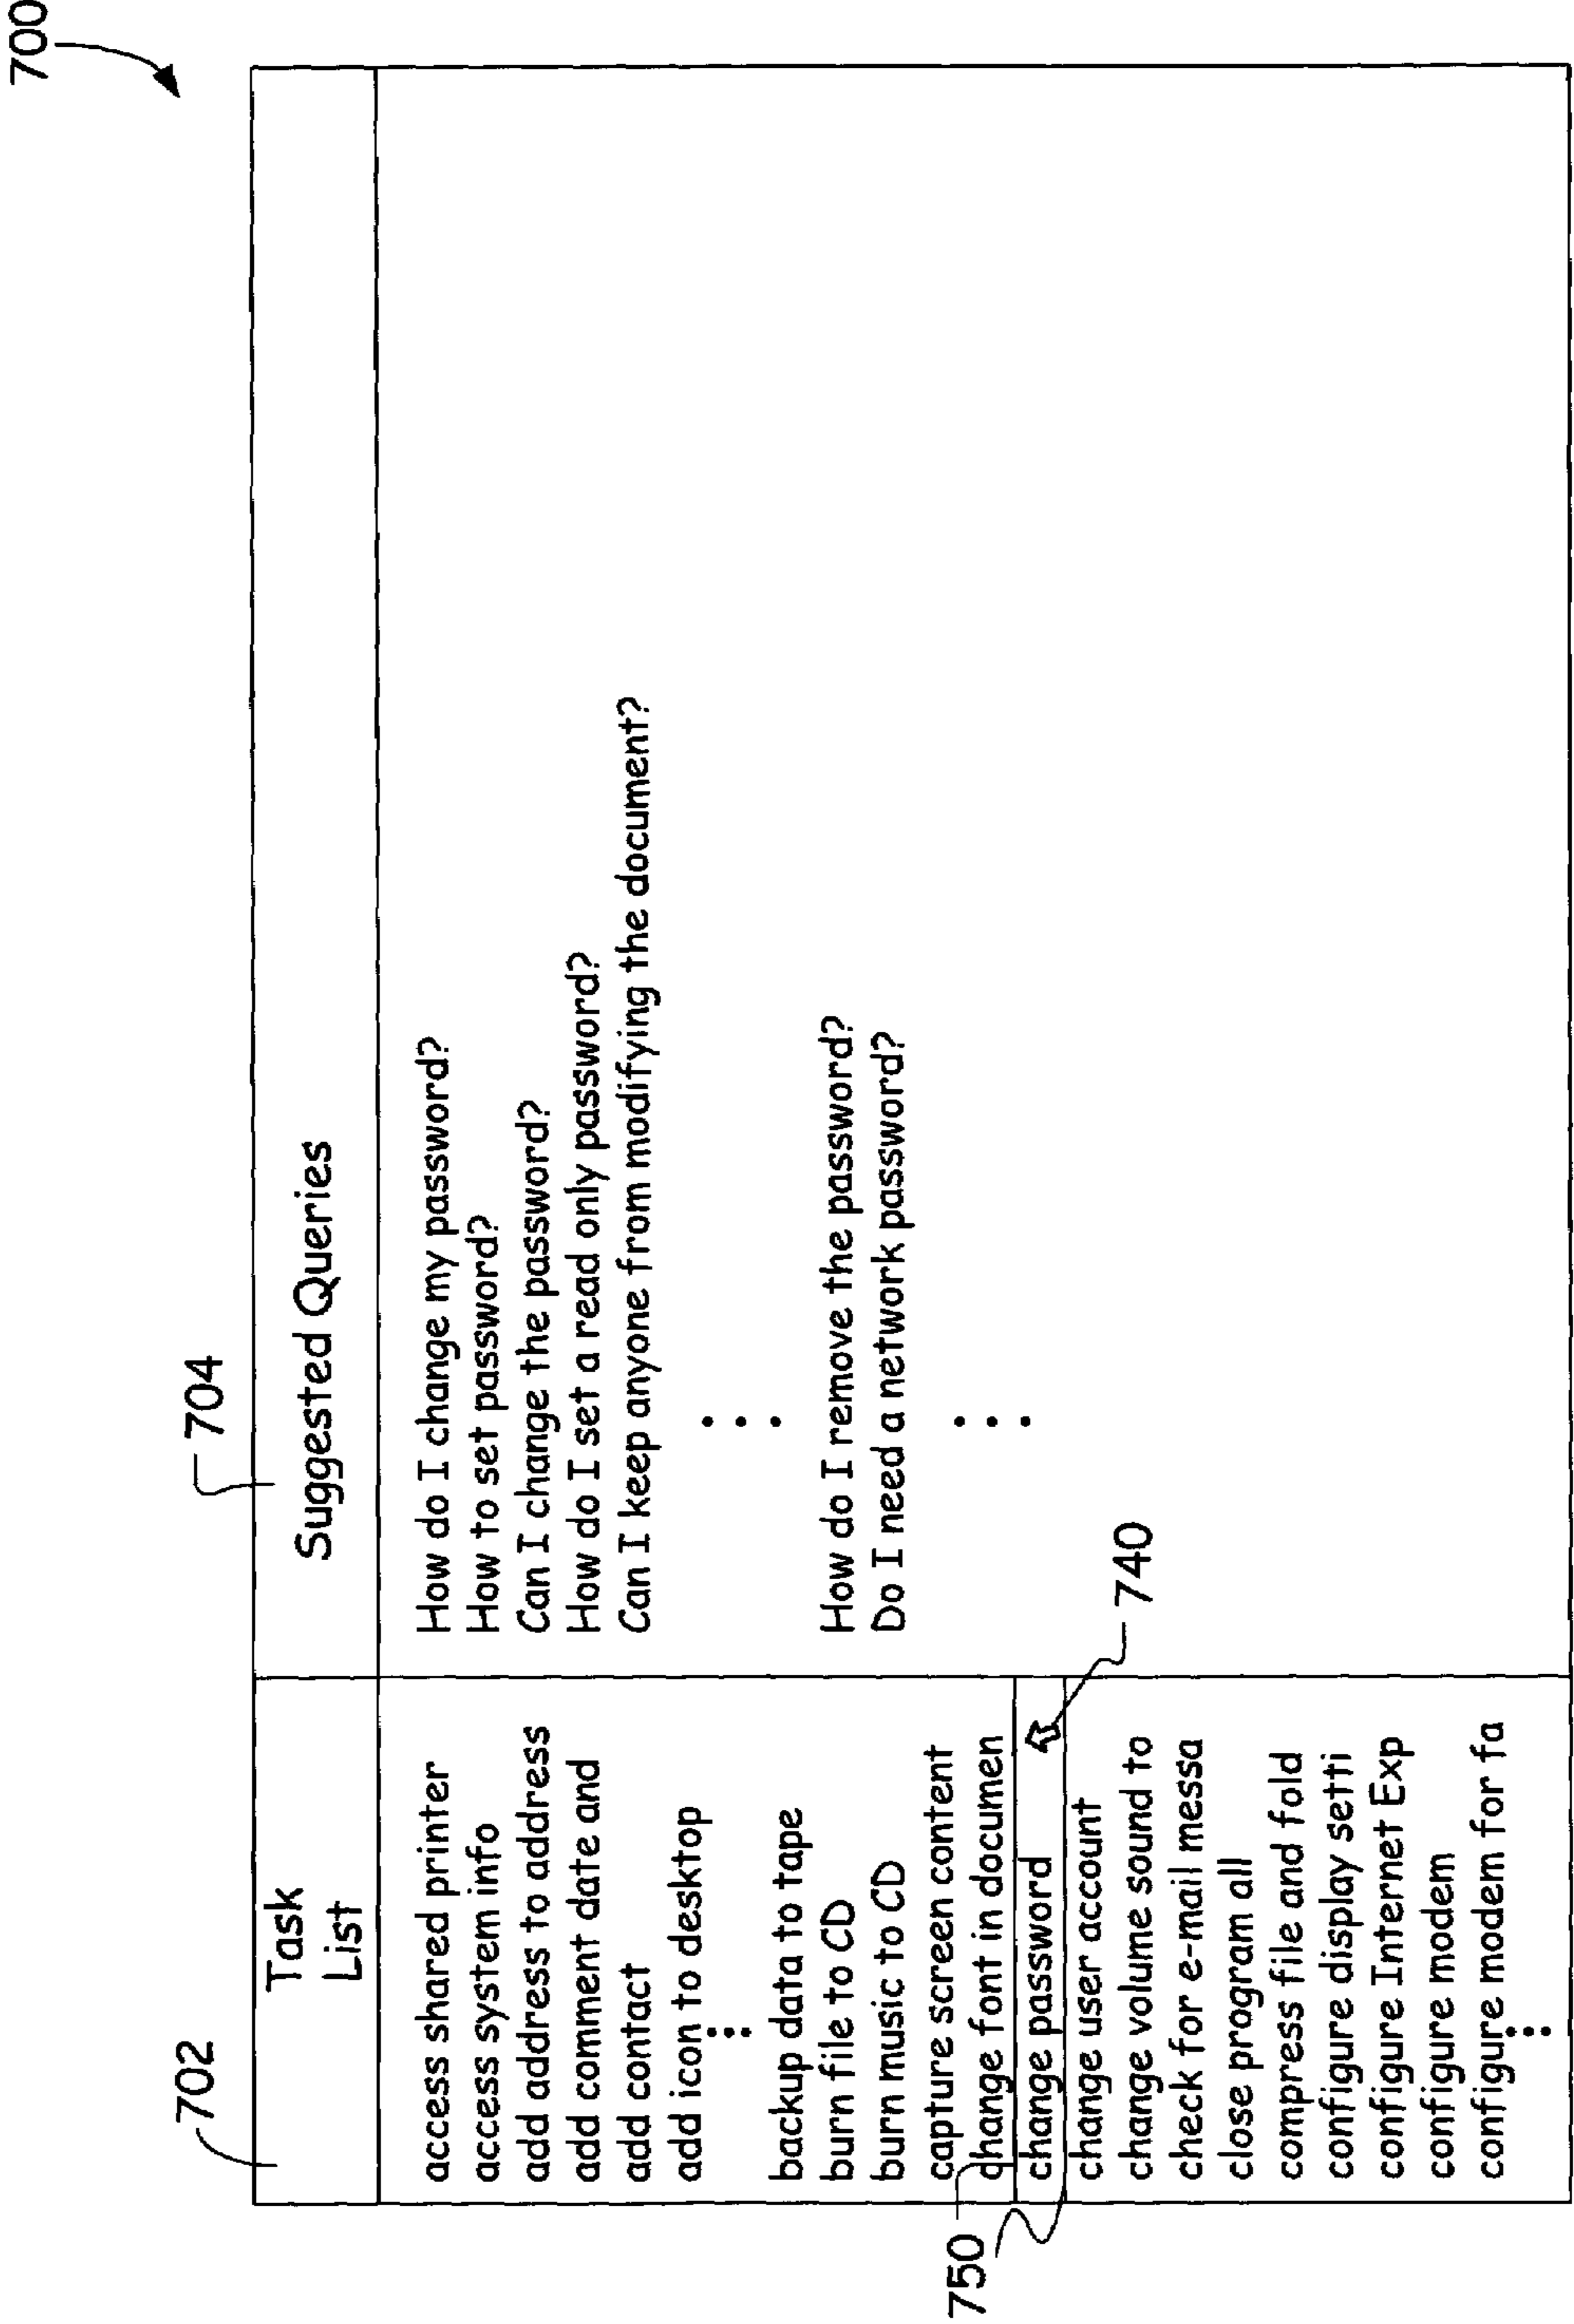 700
702
704
Task
List
Suggested Queries
access shared printer
access system info
add address to address
add comment date and
add contact
add icon to desktop
backup data to tape
burn file to CD
burn music to CD
capture screen content
change font in documen
change password
change user account
change volume sound to
check for e-mail messa
close program all
compress file and fold
configure display setti
configure Internet Exp
configure modem
configure modem for fa
How do I change my password?
How to set password?
Can I change the password?
How do I set a read only password?
Can I keep anyone from modifying the document?
How do I remove the password?
Do I need a network password?
740
750